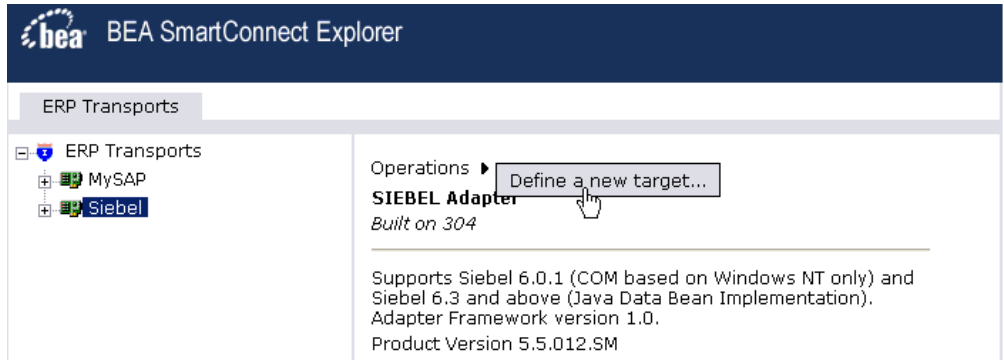 bea BEA SmartConnect Explorer
ERP Transports
ERP Transports
MySAP
Siebel
Operations
Define a new target...
SIEBEL Adapter
Built on 304
Supports Siebel 6.0.1 (COM based on Windows NT only) and
Siebel 6.3 and above (Java Data Bean Implementation).
Adapter Framework version 1.0.
Product Version 5.5.012.SM